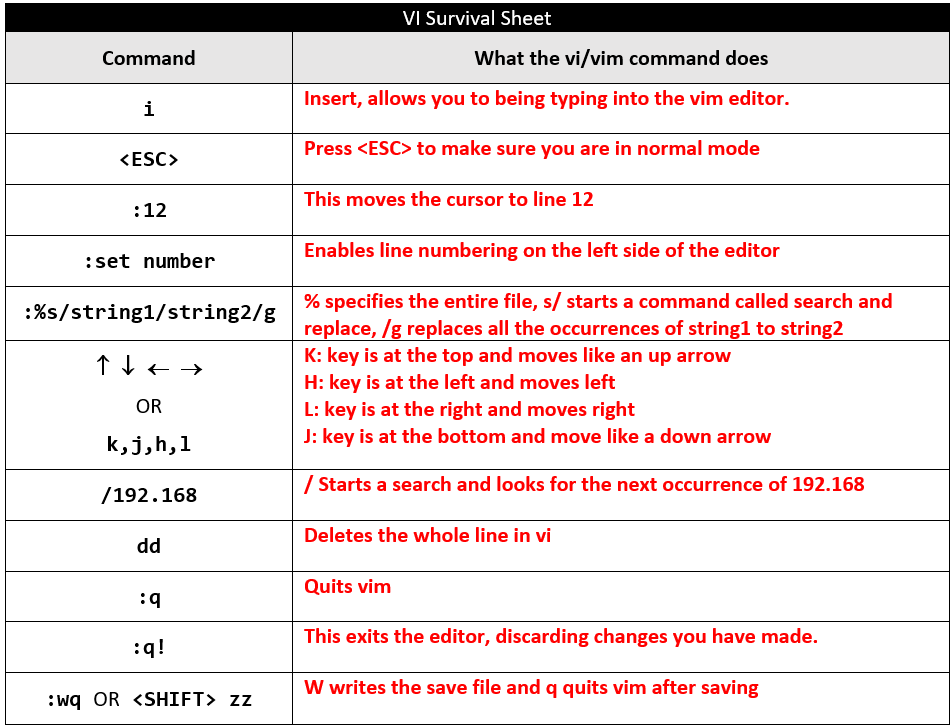 VI Survival Sheet
Command
What the vi/vim command does
i
Insert, allows you to being typing into the vim editor.
<ESC>
Press <ESC> to make sure you are in normal mode
:12
This moves the cursor to line 12
:set number
Enables line numbering on the left side of the editor
:%s/string1/string2/g
% specifies the entire file, s/ starts a command called search and
replace, /g replaces all the occurrences of string1 to string2
↑ ↓ ← →
OR
k,j,h,l
K: key is at the top and moves like an up arrow
H: key is at the left and moves left
L: key is at the right and moves right
J: key is at the bottom and move like a down arrow
/192.168
/ Starts a search and looks for the next occurrence of 192.168
dd
Deletes the whole line in vi
:q
Quits vim
:q!
This exits the editor, discarding changes you have made.
:wq OR <SHIFT> zz
W writes the save file and q quits vim after saving